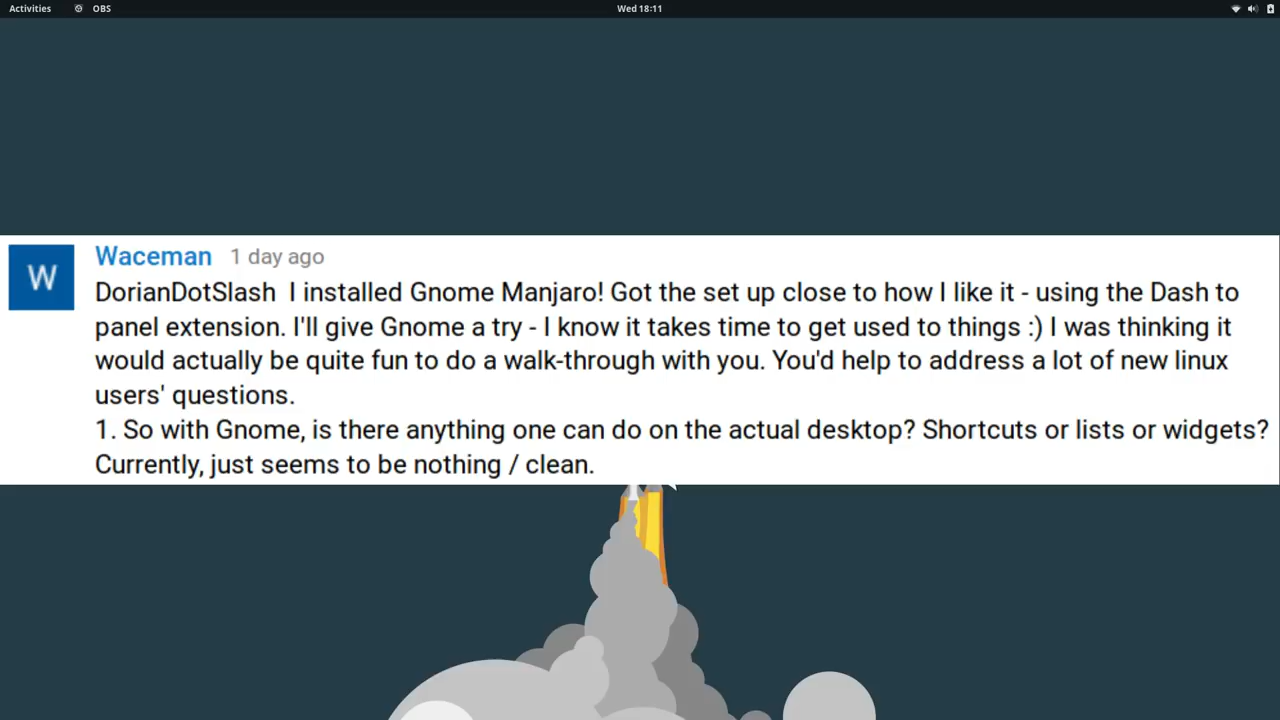 Activities OBS Wed 18:11
W
Waceman 1 day ago
DorianDotSlash I installed Gnome Manjaro! Got the set up close to how I like it - using the Dash to
panel extension. I'll give Gnome a try - I know it takes time to get used to things :) I was thinking it
would actually be quite fun to do a walk-through with you. You'd help to address a lot of new linux
users' questions.
1. So with Gnome, is there anything one can do on the actual desktop? Shortcuts or lists or widgets?
Currently, just seems to be nothing / clean.